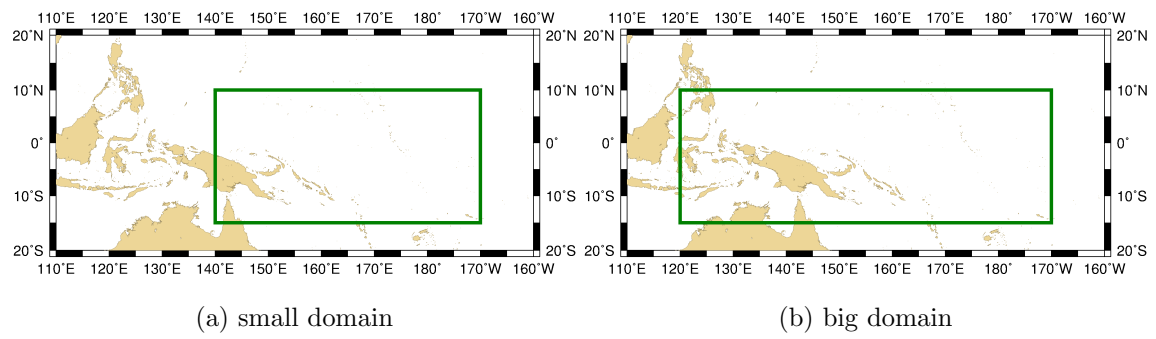 110˚E 120˚E 130˚E 140˚E 150˚E 160˚E 170˚E 180˚ 170˚W 160˚W
20˚N 20˚N
10˚N 10˚N
0˚ 0˚
10˚S 10˚S
20˚S 20˚S
110˚E 120˚E 130˚E 140˚E 150˚E 160˚E 170˚E 180˚ 170˚W 160˚W
(a) small domain
110˚E 120˚E 130˚E 140˚E 150˚E 160˚E 170˚E 180˚ 170˚W 160˚W
20˚N 20˚N
10˚N 10˚N
0˚ 0˚
10˚S 10˚S
20˚S 20˚S
110˚E 120˚E 130˚E 140˚E 150˚E 160˚E 170˚E 180˚ 170˚W 160˚W
(b) big domain